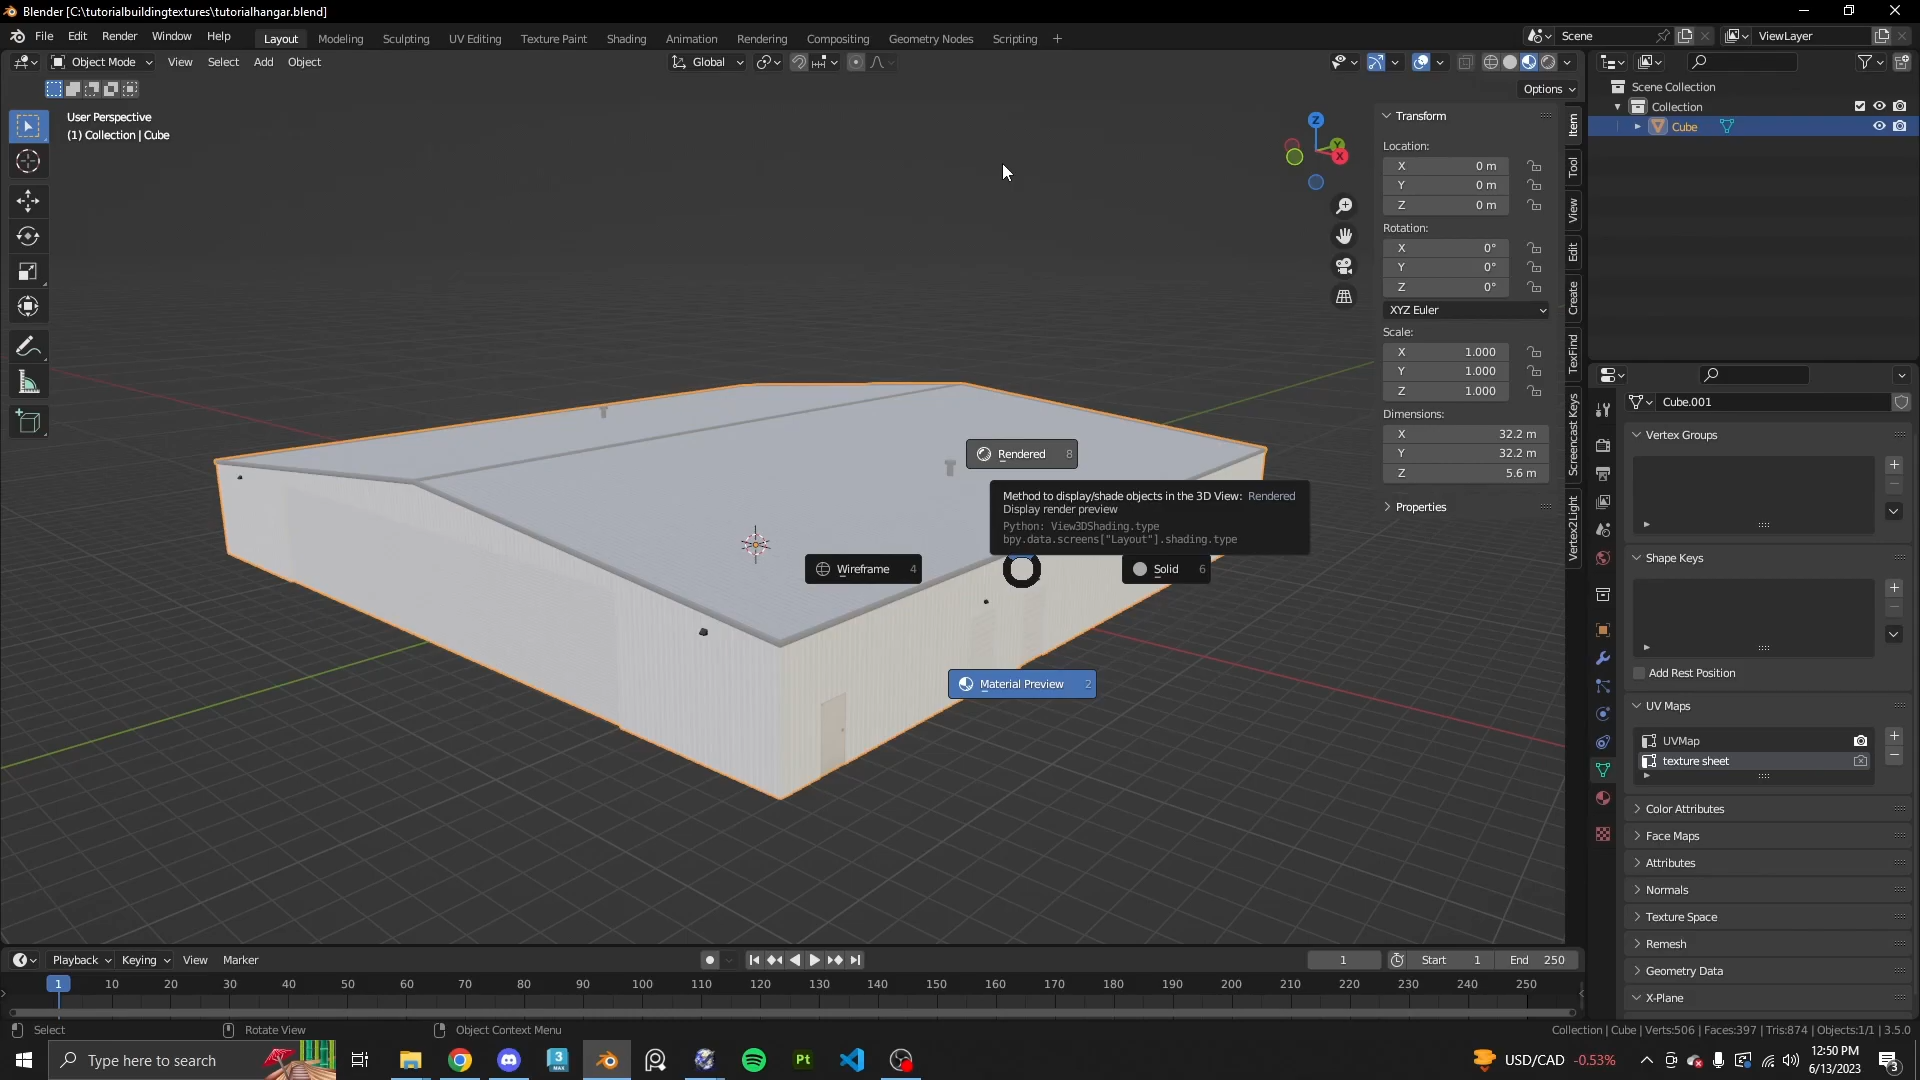 Blender [C:\tutorialbuildingtextures\tutorialhangar.blend]
File Edit Render Window Help Layout Modeling Sculpting UV Editing Texture Paint Shading Animation Rendering Compositing Geometry Nodes Scripting + Scene ViewLayer
Object Mode View Select Add Object Global
Options
User Perspective
(1) Collection | Cube
Z
Y
X
Transform
Location:
X 0 m
Y 0 m
Z 0 m
Rotation:
X 0°
Y 0°
Z 0°
XYZ Euler
Scale:
X 1.000
Y 1.000
Z 1.000
Dimensions:
X 32.2 m
Y 32.2 m
Z 5.6 m
Properties
Item
Tool
View
Edit
Create
TexFind
Screencast Keys
Vertex2Light
Rendered 8
Method to display/shade objects in the 3D View: Rendered
Display render preview
Python: View3DShading.type
bpy.data.screens["Layout"].shading.type
Wireframe 4
Solid 6
Material Preview 2
Scene Collection
Collection
Cube
Cube.001
Vertex Groups
Shape Keys
Add Rest Position
UV Maps
UVMap
texture sheet
Color Attributes
Face Maps
Attributes
Normals
Texture Space
Remesh
Geometry Data
X-Plane
Playback Keying View Marker 1 Start 1 End 250
1 10 20 30 40 50 60 70 80 90 100 110 120 130 140 150 160 170 180 190 200 210 220 230 240 250
Select Rotate View Object Context Menu Collection | Cube | Verts:506 | Faces:397 | Tris:874 | Objects:1/1 | 3.5.0
Type here to search
3
MAX
Pt
USD/CAD -0.53%
12:50 PM
6/13/2023
3